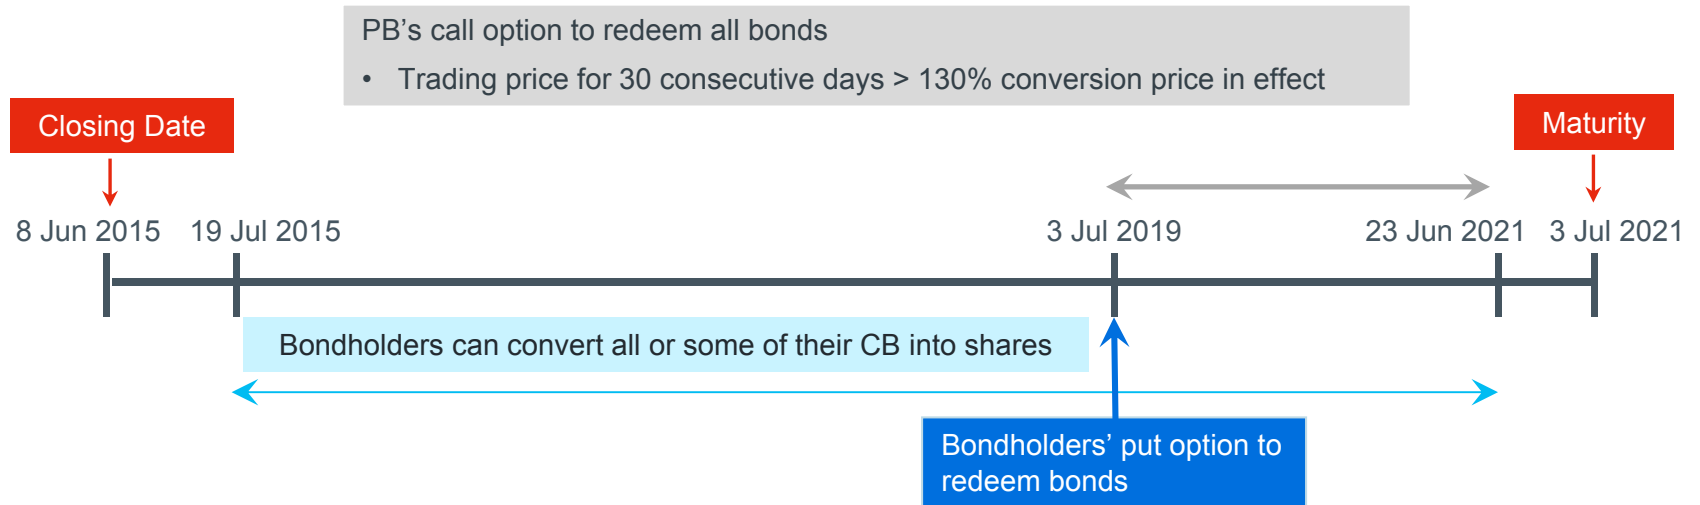 PB’s call option to redeem all bonds
• Trading price for 30 consecutive days > 130% conversion price in effect
Closing Date
Maturity
8 Jun 2015
19 Jul 2015
3 Jul 2019
23 Jun 2021
3 Jul 2021
Bondholders can convert all or some of their CB into shares
Bondholders’ put option to
redeem bonds